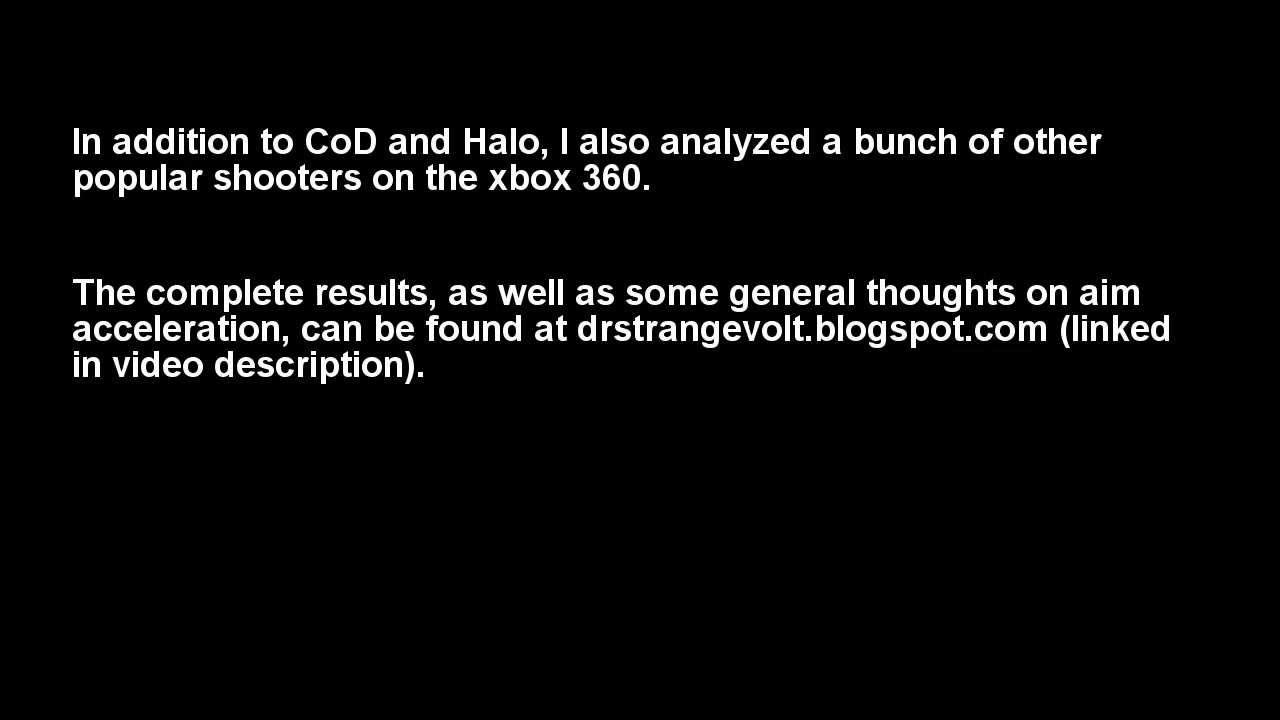 In addition to CoD and Halo, I also analyzed a bunch of other
popular shooters on the xbox 360.
The complete results, as well as some general thoughts on aim
acceleration, can be found at drstrangevolt.blogspot.com (linked
in video description).